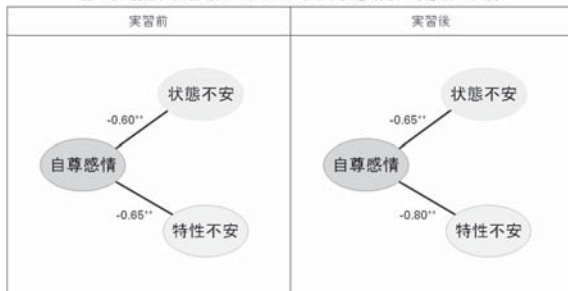 実習前
実習後
状態不安
-0.60**
自尊感情
-0.65**
特性不安
状態不安
-0.65**
自尊感情
-0.80**
特性不安